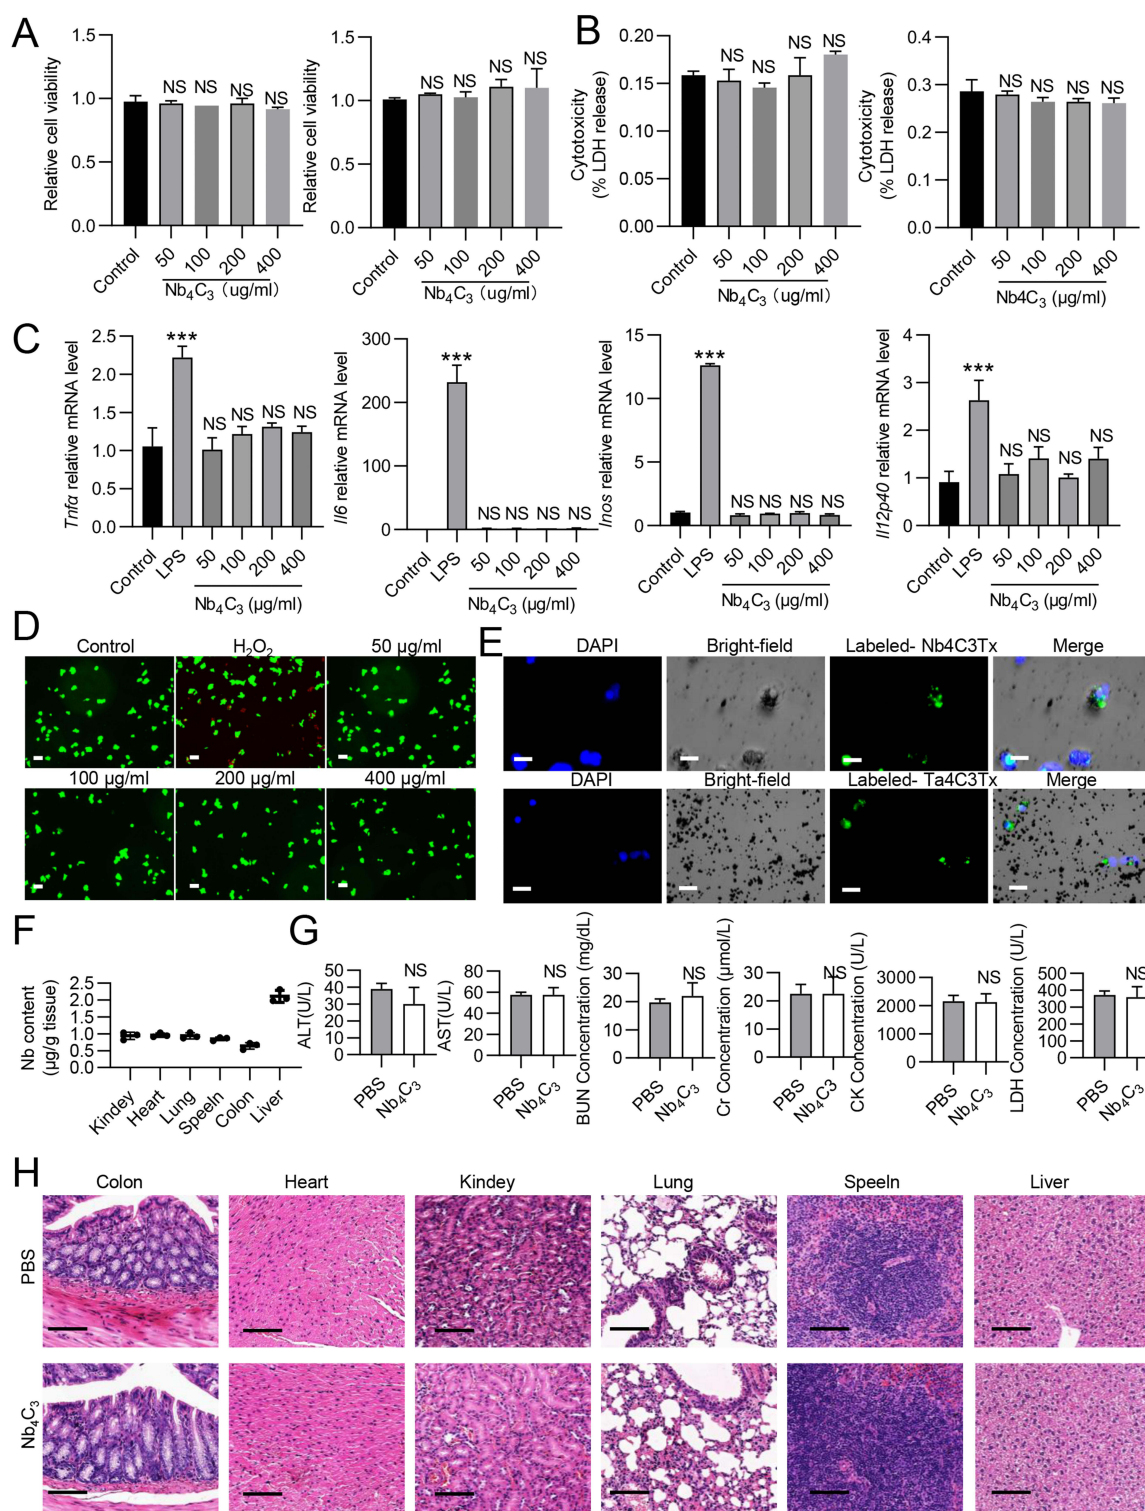 A
Relative cell viability
1.5
1.0
0.5
0.0
NS NS NS NS
Control 50 100 200 400
Nb4C3 (ug/ml)
Relative cell viability
1.5
1.0
0.5
0.0
NS NS NS NS
Control 50 100 200 400
Nb4C3 (ug/ml)
B
Cytotoxicity
(% LDH release)
0.20
0.15
0.10
0.05
0.00
NS NS NS NS
Control 50 100 200 400
Nb4C3 (ug/ml)
Cytotoxicity
(% LDH release)
0.4
0.3
0.2
0.1
0.0
NS NS NS NS
Control 50 100 200 400
Nb4C3 (µg/ml)
C
Tnfα relative mRNA level
2.5
2.0
1.5
1.0
0.5
0.0
*** NS NS NS NS
Control LPS 50 100 200 400
Nb4C3 (µg/ml)
Il6 relative mRNA level
300
200
100
0
*** NS NS NS NS
Control LPS 50 100 200 400
Nb4C3 (µg/ml)
Inos relative mRNA level
15
10
5
0
*** NS NS NS NS
Control LPS 50 100 200 400
Nb4C3 (µg/ml)
Il12p40 relative mRNA level
4
3
2
1
0
*** NS NS NS NS
Control LPS 50 100 200 400
Nb4C3 (µg/ml)
D
Control H2O2 50 µg/ml
100 µg/ml 200 µg/ml 400 µg/ml
E
DAPI Bright-field Labeled- Nb4C3Tx Merge
DAPI Bright-field Labeled- Ta4C3Tx Merge
F
Nb content
(µg/g tissue)
2.5
2.0
1.5
1.0
0.5
0.0
Kindey Heart Lung Speeln Colon Liver
G
ALT(U/L)
40
30
20
10
0
NS
PBS Nb4C3
AST(U/L)
80
60
40
20
0
NS
PBS Nb4C3
BUN Concentration (mg/dL)
30
20
10
0
NS
PBS Nb4C3
Cr Concentration (µmol/L)
30
20
10
0
NS
PBS Nb4C3
CK Concentration (U/L)
3000
2000
1000
0
NS
PBS Nb4C3
LDH Concentration (U/L)
500
400
300
200
100
0
NS
PBS Nb4C3
H
Colon Heart Kindey Lung Speeln Liver
PBS
Nb4C3